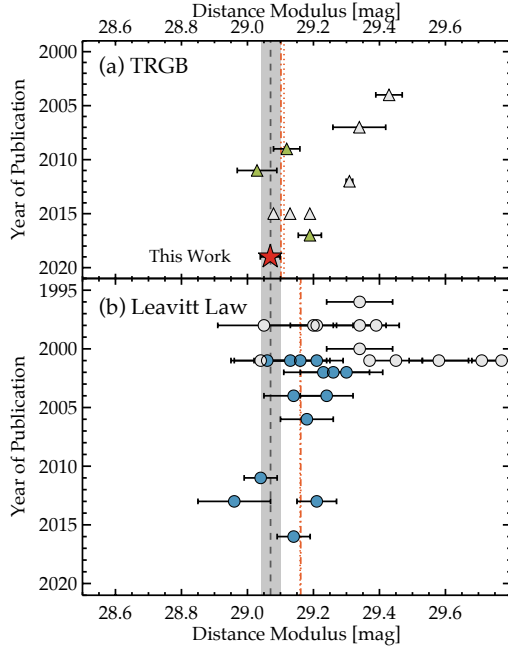 Distance Modulus [mag]
28.6 28.8 29.0 29.2 29.4 29.6
2000
(a) TRGB
2005
Year of Publication
2010
2015
This Work
2020
1995
(b) Leavitt Law
2000
Year of Publication
2005
2010
2015
2020
28.6 28.8 29.0 29.2 29.4 29.6
Distance Modulus [mag]